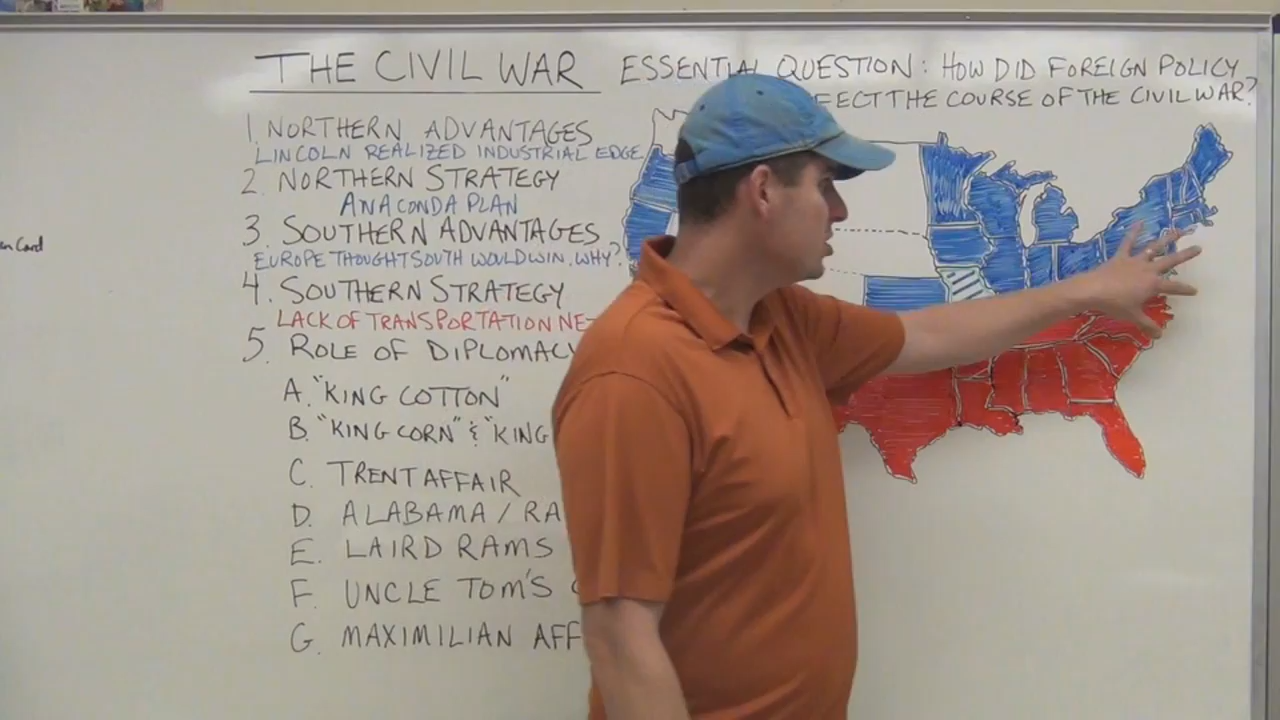 THE CIVIL WAR
ESSENTIAL QUESTION: HOW DID FOREIGN POLICY
FECT THE COURSE OF THE CIVIL WAR?
1. NORTHERN ADVANTAGES
LINCOLN REALIZED INDUSTRIAL EDGE
2. NORTHERN STRATEGY
ANACONDA PLAN
3. SOUTHERN ADVANTAGES
EUROPE THOUGHT SOUTH WOULD WIN. WHY?
4. SOUTHERN STRATEGY
LACK OF TRANSPORTATION NE
5. ROLE OF DIPLOMACY
A. "KING COTTON"
B. "KING CORN" & "KING
C. TRENT AFFAIR
D. ALABAMA / RA
E. LAIRD RAMS
F. UNCLE TOM'S C
G. MAXIMILIAN AFF
Card